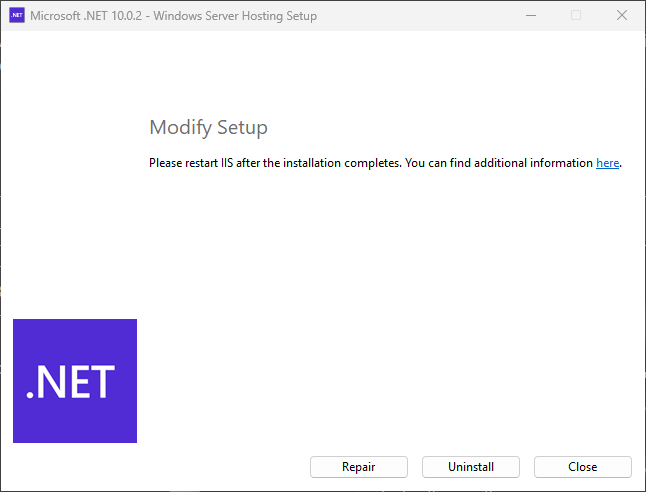 .NET Microsoft .NET 10.0.2 - Windows Server Hosting Setup
Modify Setup
Please restart IIS after the installation completes. You can find additional information here.
.NET
Repair Uninstall Close